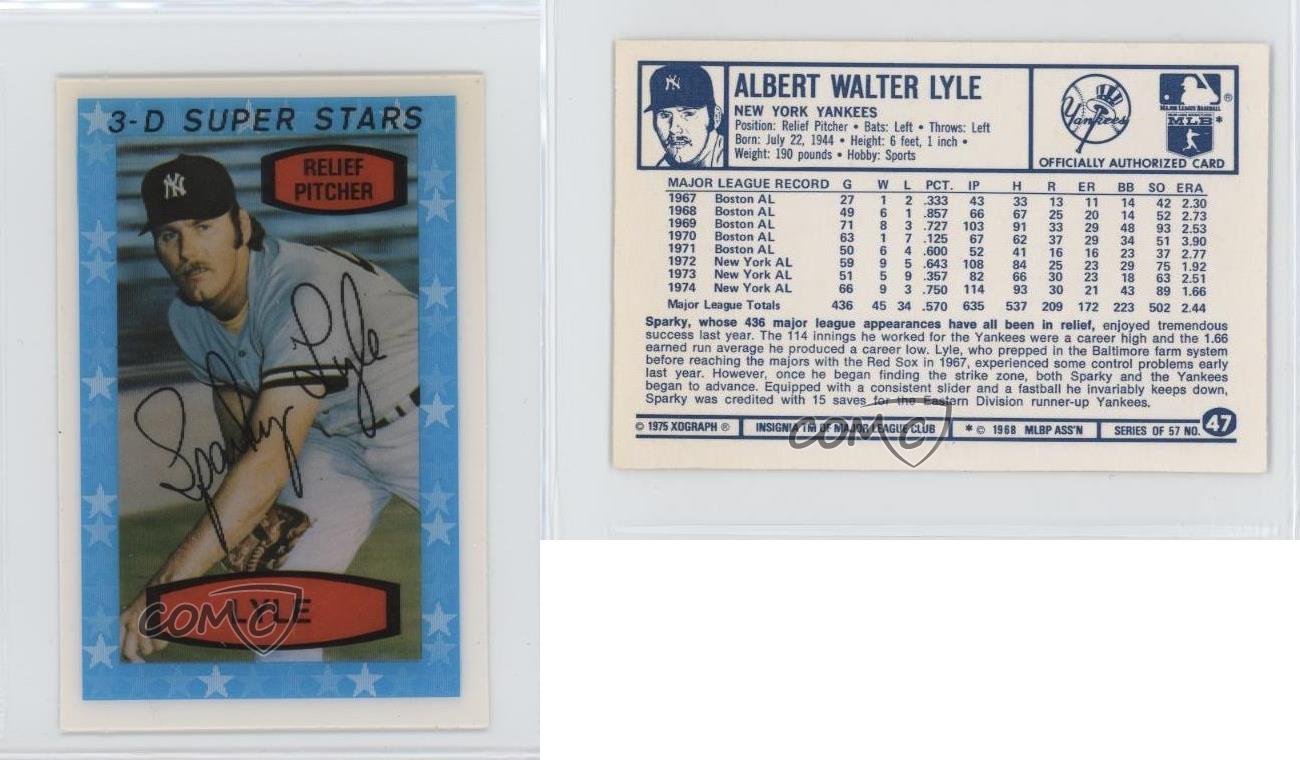 3-D SUPER STARS
RELIEF
PITCHER
NY
Sparky Lyle
LYLE
COMC
ALBERT WALTER LYLE
NEW YORK YANKEES
Position: Relief Pitcher • Bats: Left • Throws: Left
Born: July 22, 1944 • Height: 6 feet, 1 inch •
Weight: 190 pounds • Hobby: Sports
Yankees
MAJOR LEAGUE BASEBALL ®
MLB *
OFFICIALLY AUTHORIZED CARD
MAJOR LEAGUE RECORD G W L PCT. IP H R ER BB SO ERA
1967 Boston AL 27 1 2 .333 43 33 13 11 14 42 2.30
1968 Boston AL 49 6 1 .857 66 67 25 20 14 52 2.73
1969 Boston AL 71 8 3 .727 103 91 33 29 48 93 2.53
1970 Boston AL 63 1 7 .125 67 62 37 29 34 51 3.90
1971 Boston AL 50 6 4 .600 52 41 16 16 23 37 2.77
1972 New York AL 59 9 5 .643 108 84 25 23 29 75 1.92
1973 New York AL 51 5 9 .357 82 66 30 23 18 63 2.51
1974 New York AL 66 9 3 .750 114 93 30 21 43 89 1.66
Major League Totals 436 45 34 .570 635 537 209 172 223 502 2.44
Sparky, whose 436 major league appearances have all been in relief, enjoyed tremendous
success last year. The 114 innings he worked for the Yankees were a career high and the 1.66
earned run average he produced a career low. Lyle, who prepped in the Baltimore farm system
before reaching the majors with the Red Sox in 1967, experienced some control problems early
last year. However, once he began finding the strike zone, both Sparky and the Yankees
began to advance. Equipped with a consistent slider and a fastball he invariably keeps down,
Sparky was credited with 15 saves for the Eastern Division runner-up Yankees.
© 1975 XOGRAPH ® INSIGNIA TM OF MAJOR LEAGUE CLUB * © 1968 MLBP ASS'N SERIES OF 57 NO. 47
COMC